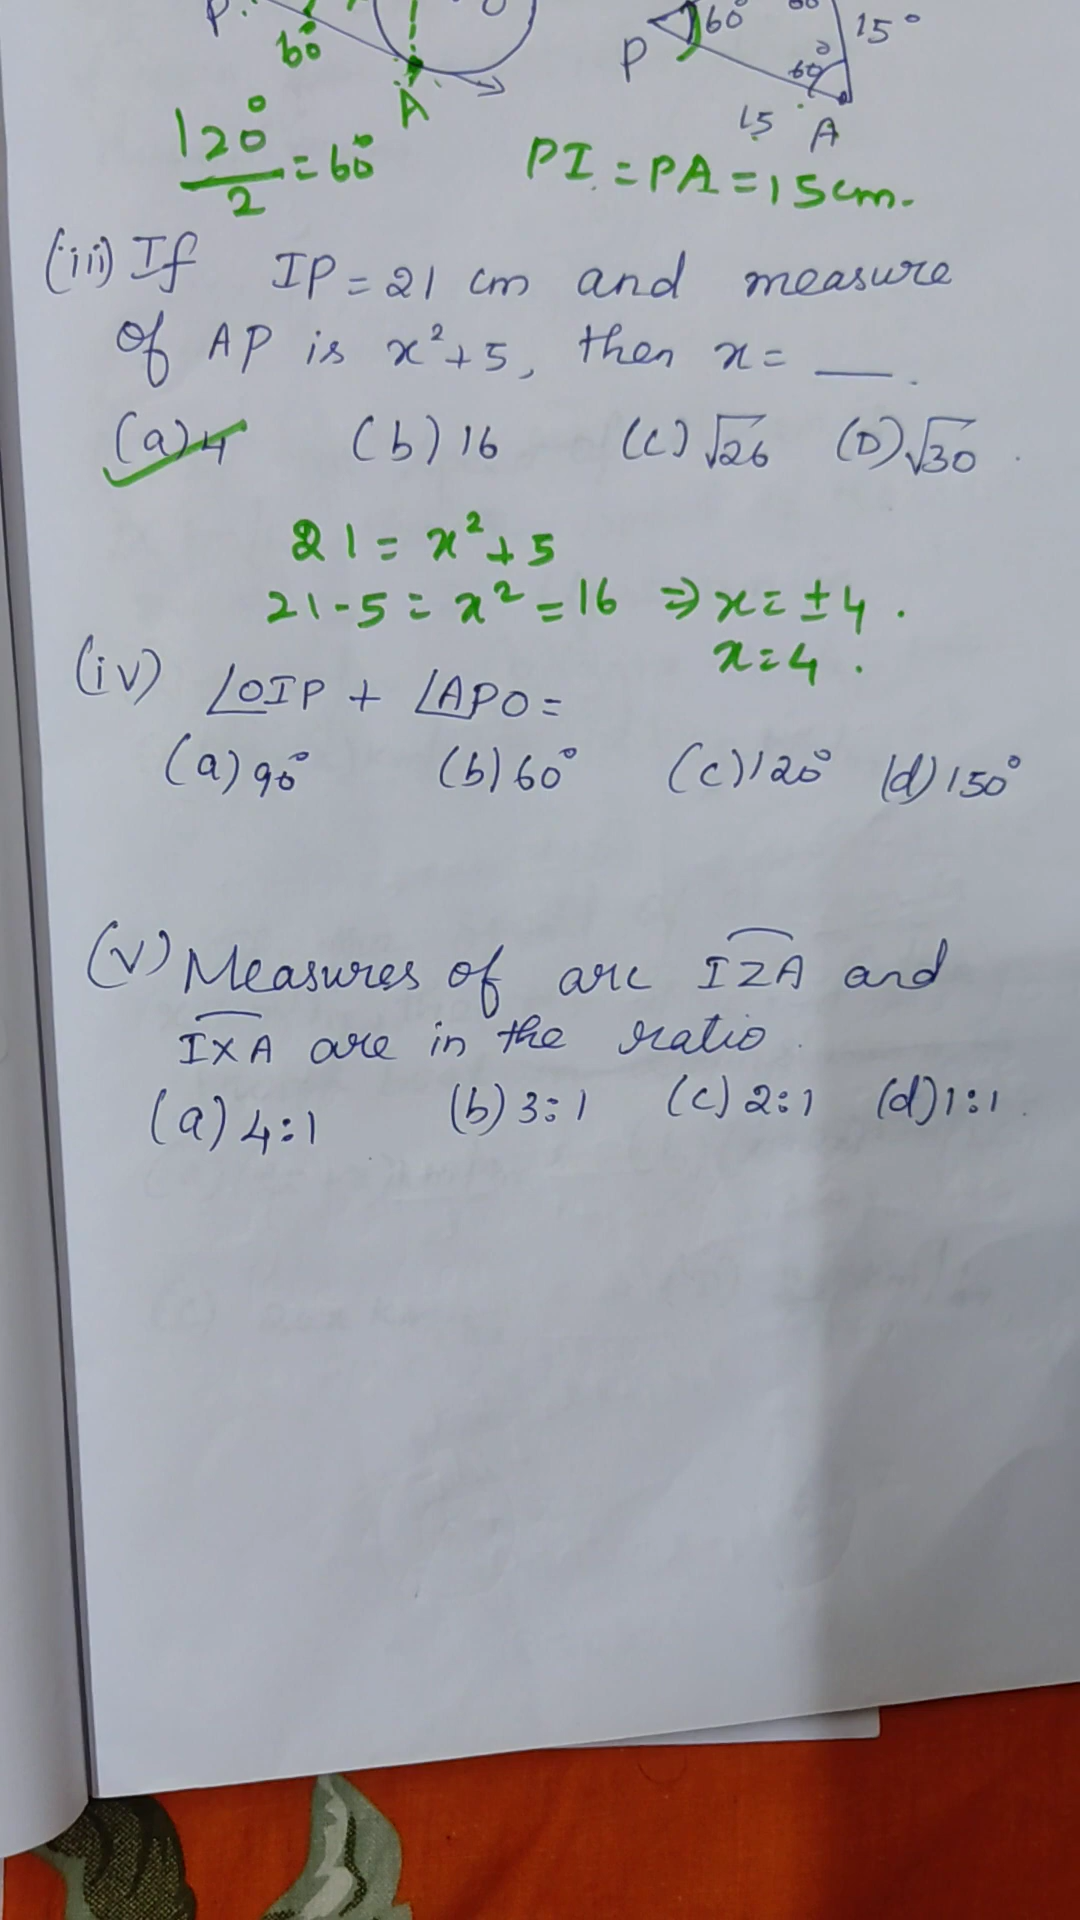 P
60°
A
120°/2 = 60°
P
60°
60°
15°
15
A
PI = PA = 15 cm.
(iii) If IP = 21 cm and measure
of AP is x²+5, then x = __.
(a) 4 (b) 16 (c) √26 (D) √30
21 = x²+5
21-5 = x² = 16 ⇒ x = ±4.
x = 4.
(iv) ∠OIP + ∠APO =
(a) 90° (b) 60° (c) 120° (d) 150°
(v) Measures of arc IZA and
IXA are in the ratio.
(a) 4:1 (b) 3:1 (c) 2:1 (d) 1:1.